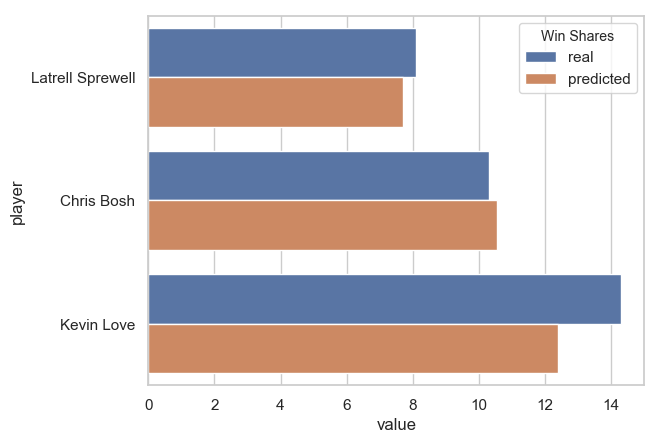 Win Shares
real
predicted
Latrell Sprewell
Chris Bosh
Kevin Love
player
0 2 4 6 8 10 12 14
value